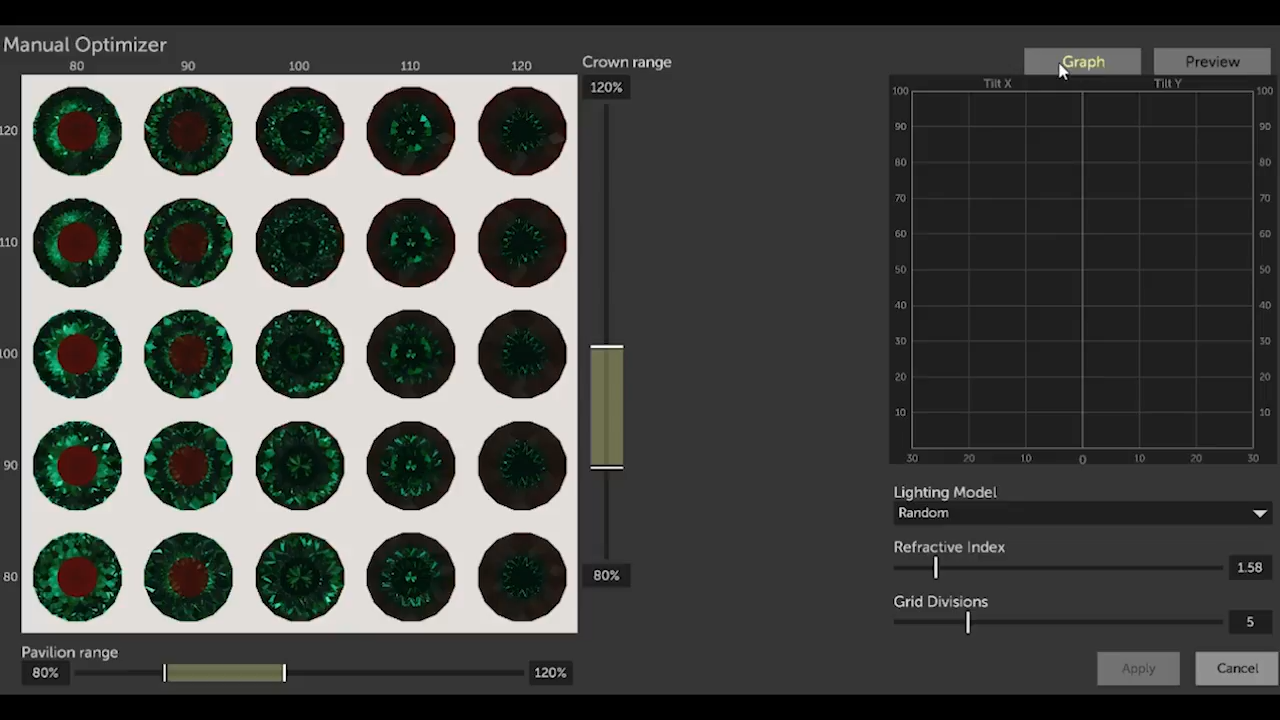 Manual Optimizer
80 90 100 110 120
120
110
100
90
80
Crown range
120%
80%
Pavilion range
80%
120%
Graph
Preview
Tilt X
Tilt Y
100 100
90 90
80 80
70 70
60 60
50 50
40 40
30 30
20 20
10 10
30 20 10 0 10 20 30
Lighting Model
Random
Refractive Index
1.58
Grid Divisions
5
Apply
Cancel